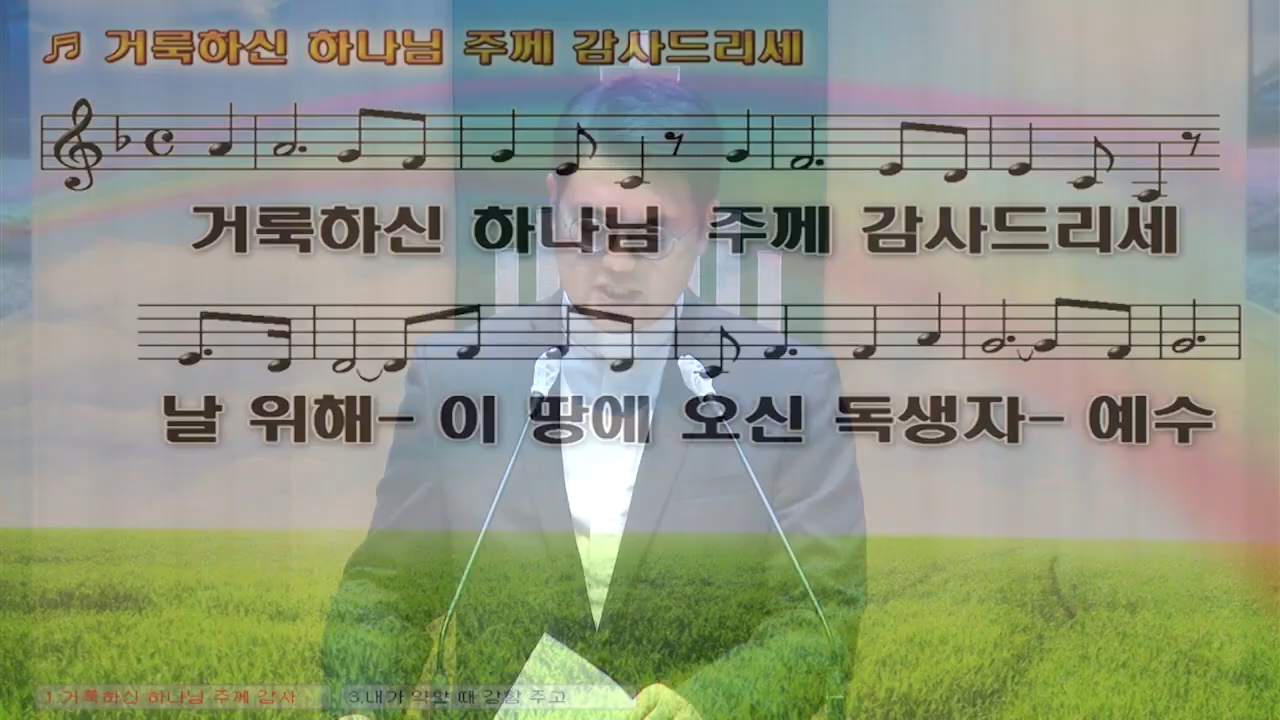 거룩하신 하나님 주께 감사드리세
거룩하신 하나님 주께 감사드리세
날 위해- 이 땅에 오신 독생자- 예수
1.거룩하신 하나님 주께 감사 3.내가 약할 때 강함 주고